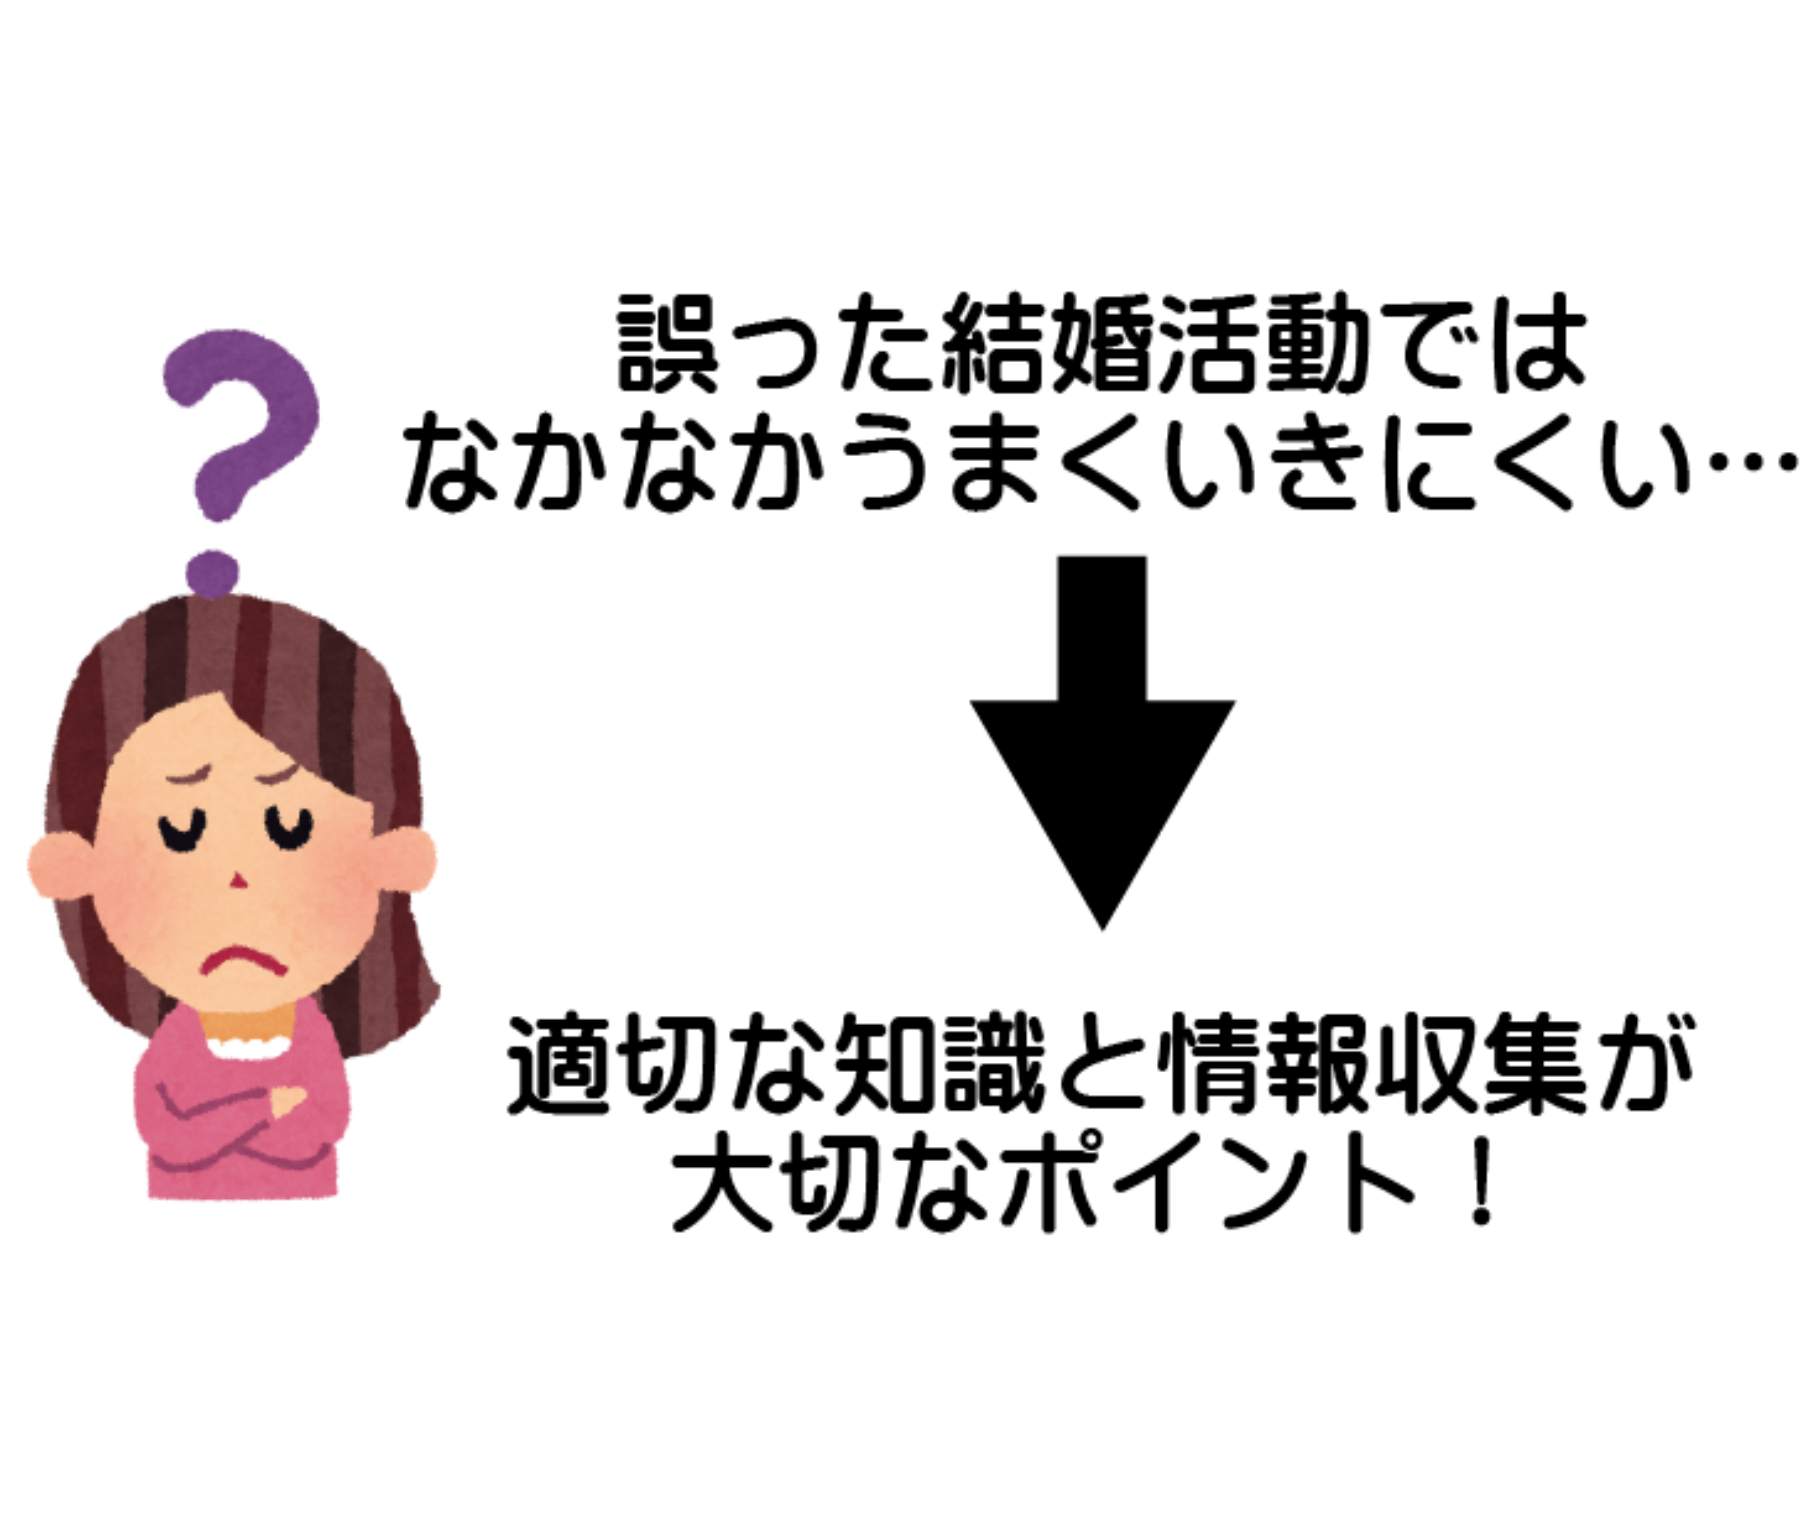 誤った結婚活動では
なかなかうまくいきにくい…
適切な知識と情報収集が
大切なポイント！